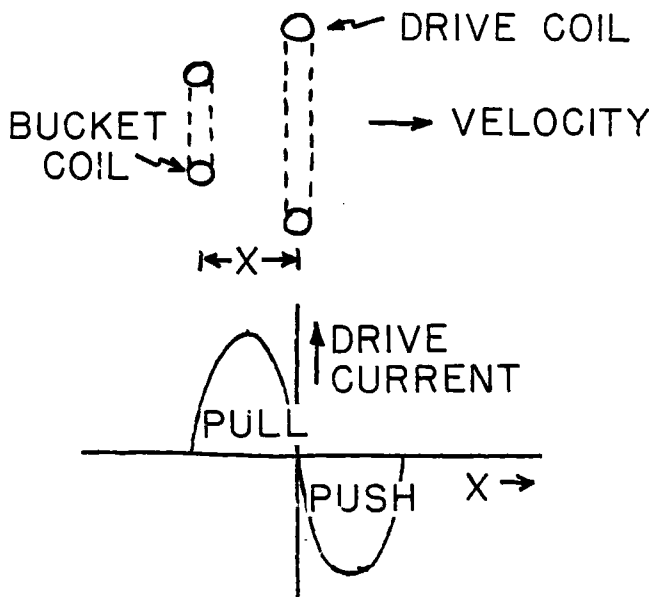 DRIVE COIL
BUCKET
COIL
VELOCITY
X
DRIVE
CURRENT
PULL
PUSH
X